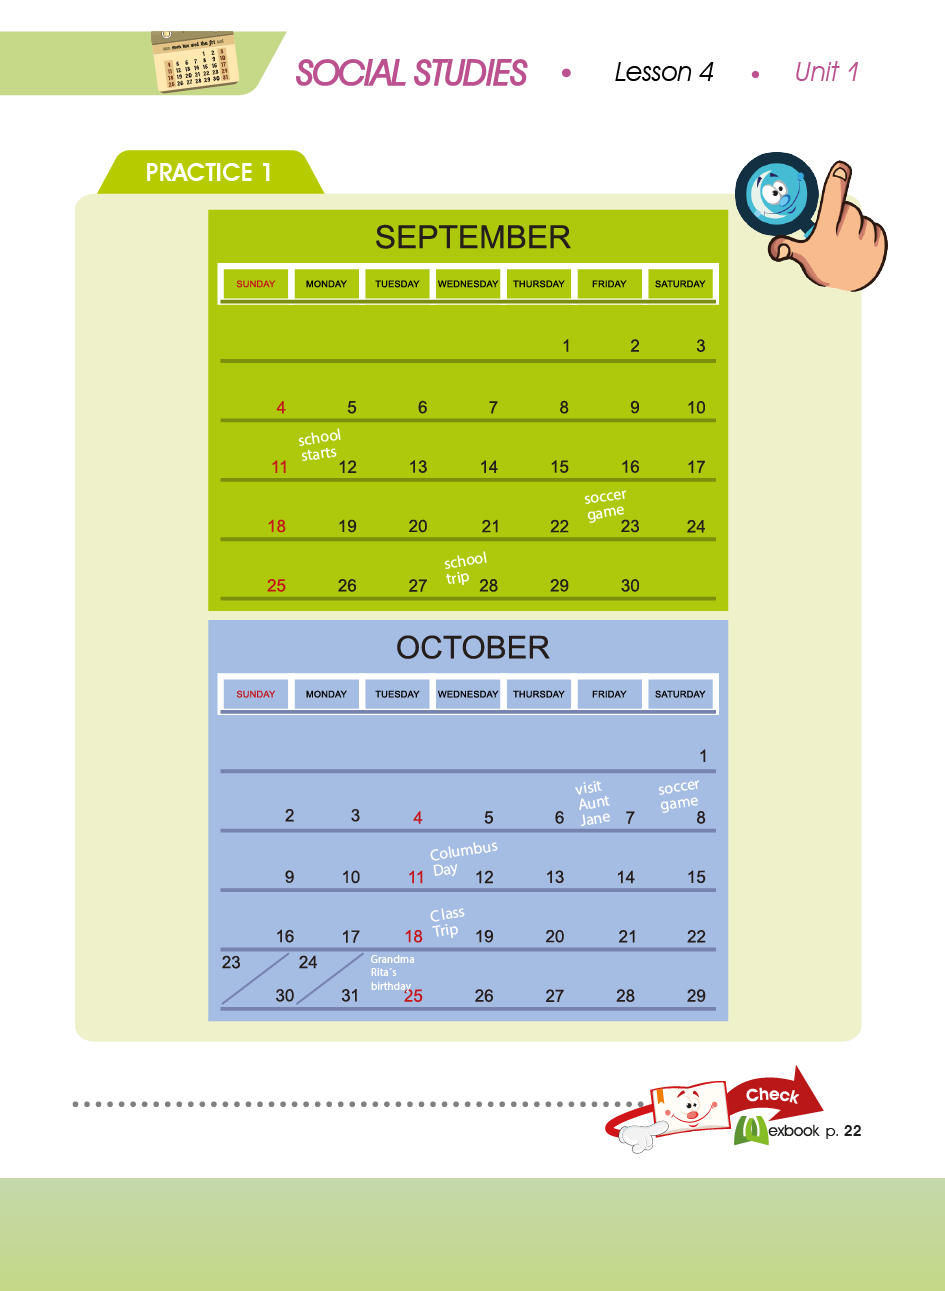 SOCIAL STUDIES • Lesson 4 • Unit 1
PRACTICE 1
SEPTEMBER
SUNDAY MONDAY TUESDAY WEDNESDAY THURSDAY FRIDAY SATURDAY
1 2 3
4 5 6 7 8 9 10
school
starts
11 12 13 14 15 16 17
soccer
game
18 19 20 21 22 23 24
school
trip
25 26 27 28 29 30
OCTOBER
SUNDAY MONDAY TUESDAY WEDNESDAY THURSDAY FRIDAY SATURDAY
1
visit
Aunt
Jane
soccer
game
2 3 4 5 6 7 8
Columbus
Day
9 10 11 12 13 14 15
Class
Trip
16 17 18 19 20 21 22
23 24
Grandma
Rita´s
birthday
30 31 25 26 27 28 29
Check
exbook p. 22